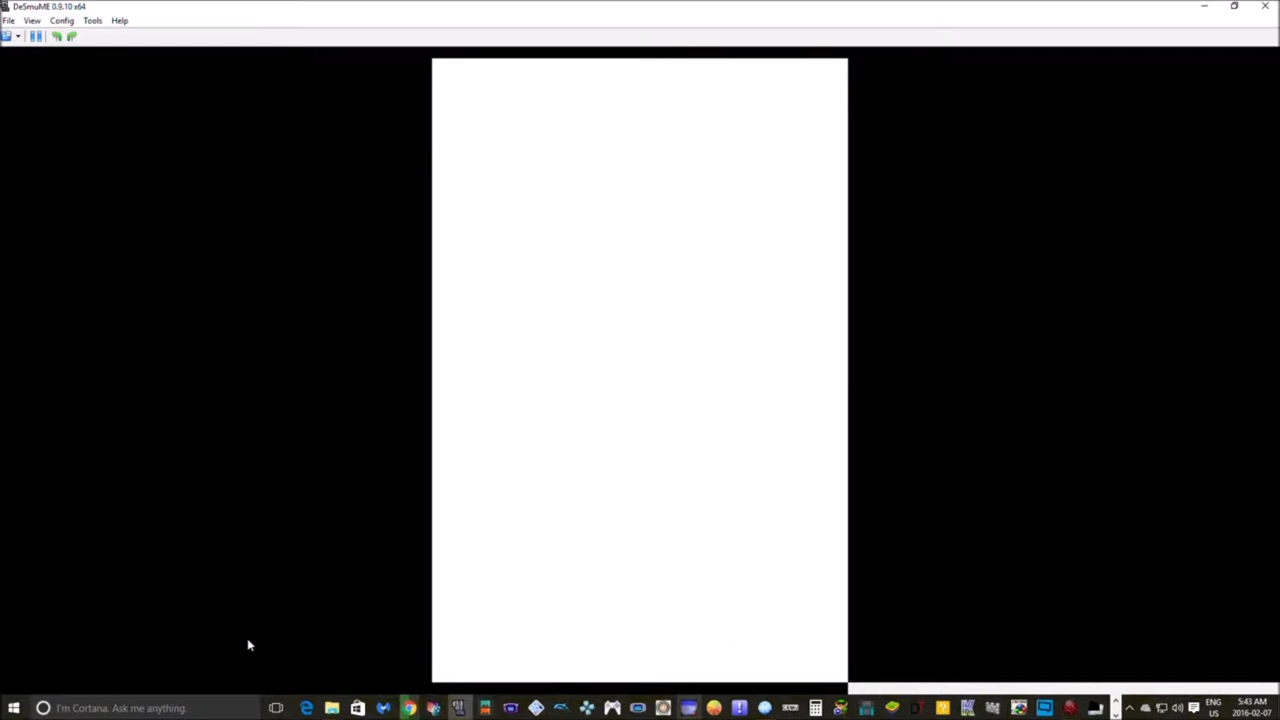 DeSmuME 0.9.10 x64
File View Config Tools Help
I'm Cortana. Ask me anything.
ENG
US
5:43 AM
2016-02-07